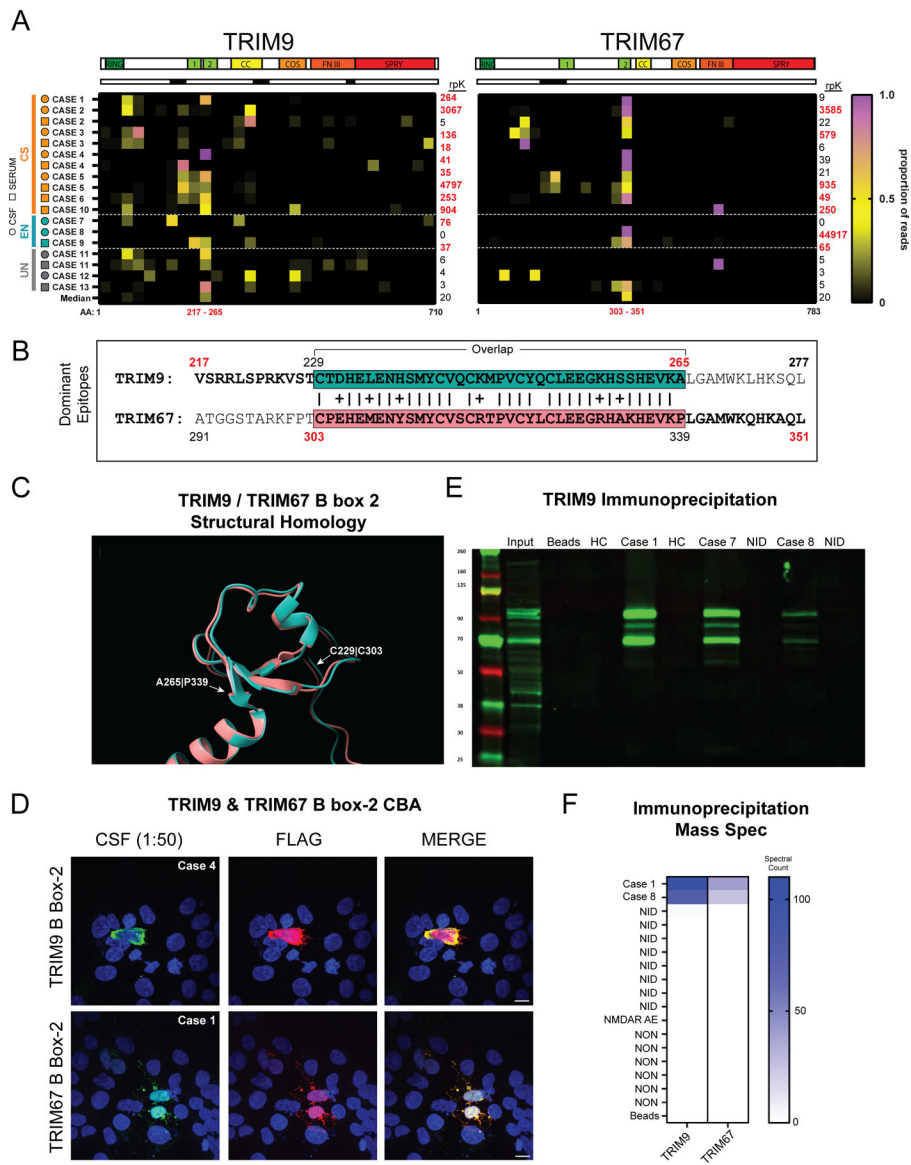 A
TRIM9
TRIM67
RING 1 2 CC COS FN III SPRY
RING 1 2 CC COS FN III SPRY
rpK
rpK
CASE 1 264 9
CASE 2 3067 3585
CASE 2 5 22
CASE 3 136 579
CASE 3 18 6
CASE 4 41 39
CASE 4 35 21
CASE 5 4797 935
CASE 5 253 49
CASE 6 904 250
CASE 10 76 0
CASE 7 0 44917
CASE 8 37 65
CASE 9
CASE 11 6 5
CASE 11 4 3
CASE 12 3 5
CASE 13 20 20
Median
CSF SERUM
CS
EN
UN
AA: 1 217 - 265 710
1 303 - 351 783
1.0
0.5
0
proportion of reads
B
Dominant Epitopes
Overlap
217 229 265 277
TRIM9: VSRRLSPRKVSTCTDHELENHSMYCVQCKMPVCYQCLEEGKHSSHEVKALGAMWKLHKSQL
TRIM67: ATGGSTARKFPTCPEHEMENYSMYCVSCRTPVCYLCLEEGRHAKHEVKPLGAMWKQHKAQL
291 303 339 351
C
TRIM9 / TRIM67 B box 2
Structural Homology
C229|C303
A265|P339
E
TRIM9 Immunoprecipitation
Input Beads HC Case 1 HC Case 7 NID Case 8 NID
260
160
125
90
70
50
38
30
25
D
TRIM9 & TRIM67 B box-2 CBA
CSF (1:50) FLAG MERGE
TRIM9 B Box-2
Case 4
TRIM67 B Box-2
Case 1
F
Immunoprecipitation
Mass Spec
Spectral
Count
Case 1
Case 8
NID
NID
NID
NID
NID
NID
NID
NID
NMDAR AE
NON
NON
NON
NON
NON
NON
Beads
100
50
0
TRIM9
TRIM67